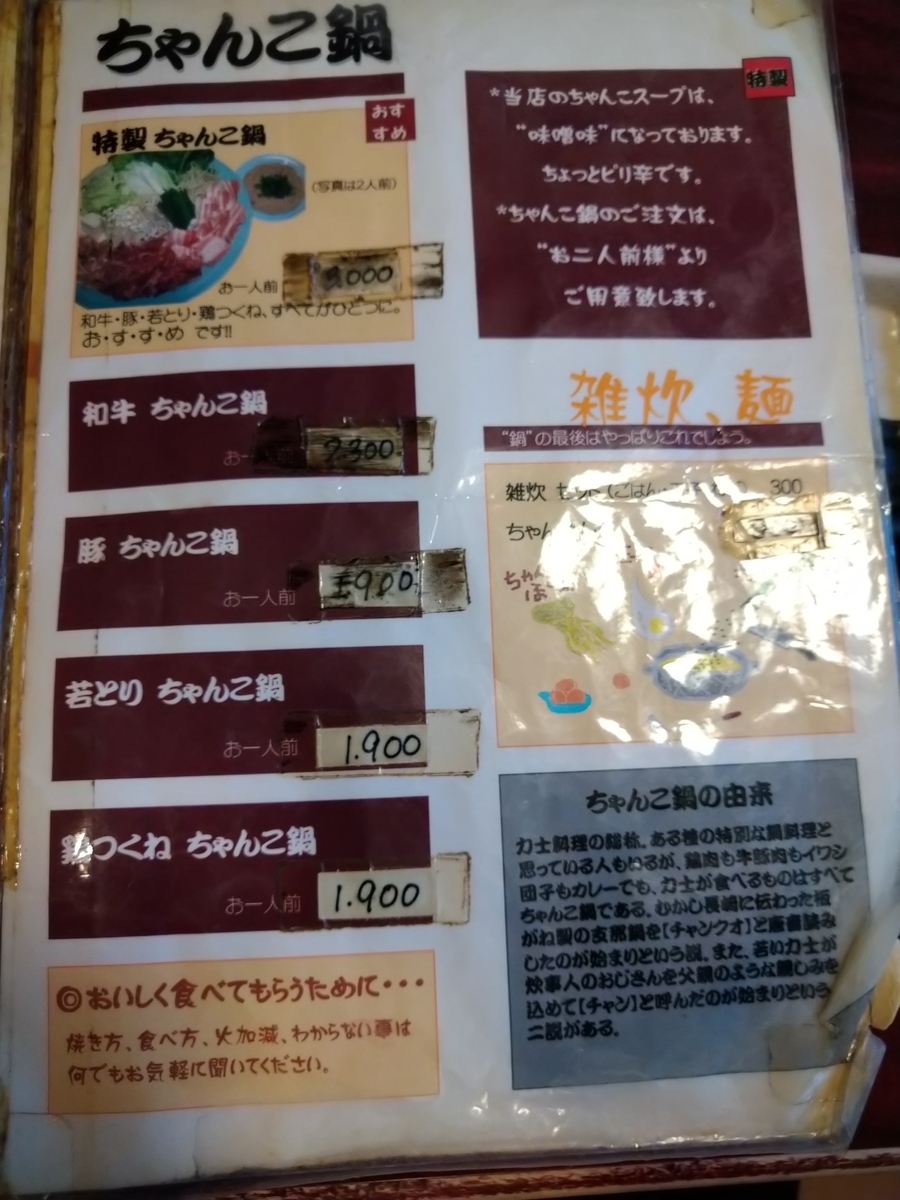 ちゃんこ鍋
おす
すめ
特製 ちゃんこ鍋
(写真は2人前)
お一人前
和牛・豚・若とり・鶏つくね、すべてがひとつに。
お・す・す・め です!!
和牛 ちゃんこ鍋
豚 ちゃんこ鍋
お一人前 1.900
若とり ちゃんこ鍋
お一人前 1.900
鶏つくね ちゃんこ鍋
お一人前 1.900
◎おいしく食べてもらうために・・・
焼き方、食べ方、火加減、わからない事は
何でもお気軽に聞いてください。
特製
*当店のちゃんこスープは、
“味噌味”になっております。
ちょっとピリ辛です。
*ちゃんこ鍋のご注文は、
“お二人前様”より
ご用意致します。
雑炊、麺
“鍋”の最後はやっぱりこれでしょう。
雑炊 セット(ごはん 300
ちゃん
ちゃん
ちゃんこ鍋の由来
力士料理の総称。ある種の特別な鍋料理と
思っている人もいるが、鶏肉も牛豚肉もイワシ
団子もカレーでも、力士が食べるものはすべて
ちゃんこ鍋である。むかし長崎に伝わった板
がね製の支那鍋を【チャンクオ】と唐音読み
したのが始まりという説。また、若い力士が
炊事人のおじさんを父親のような親しみを
込めて【チャン】と呼んだのが始まりという
二説がある。